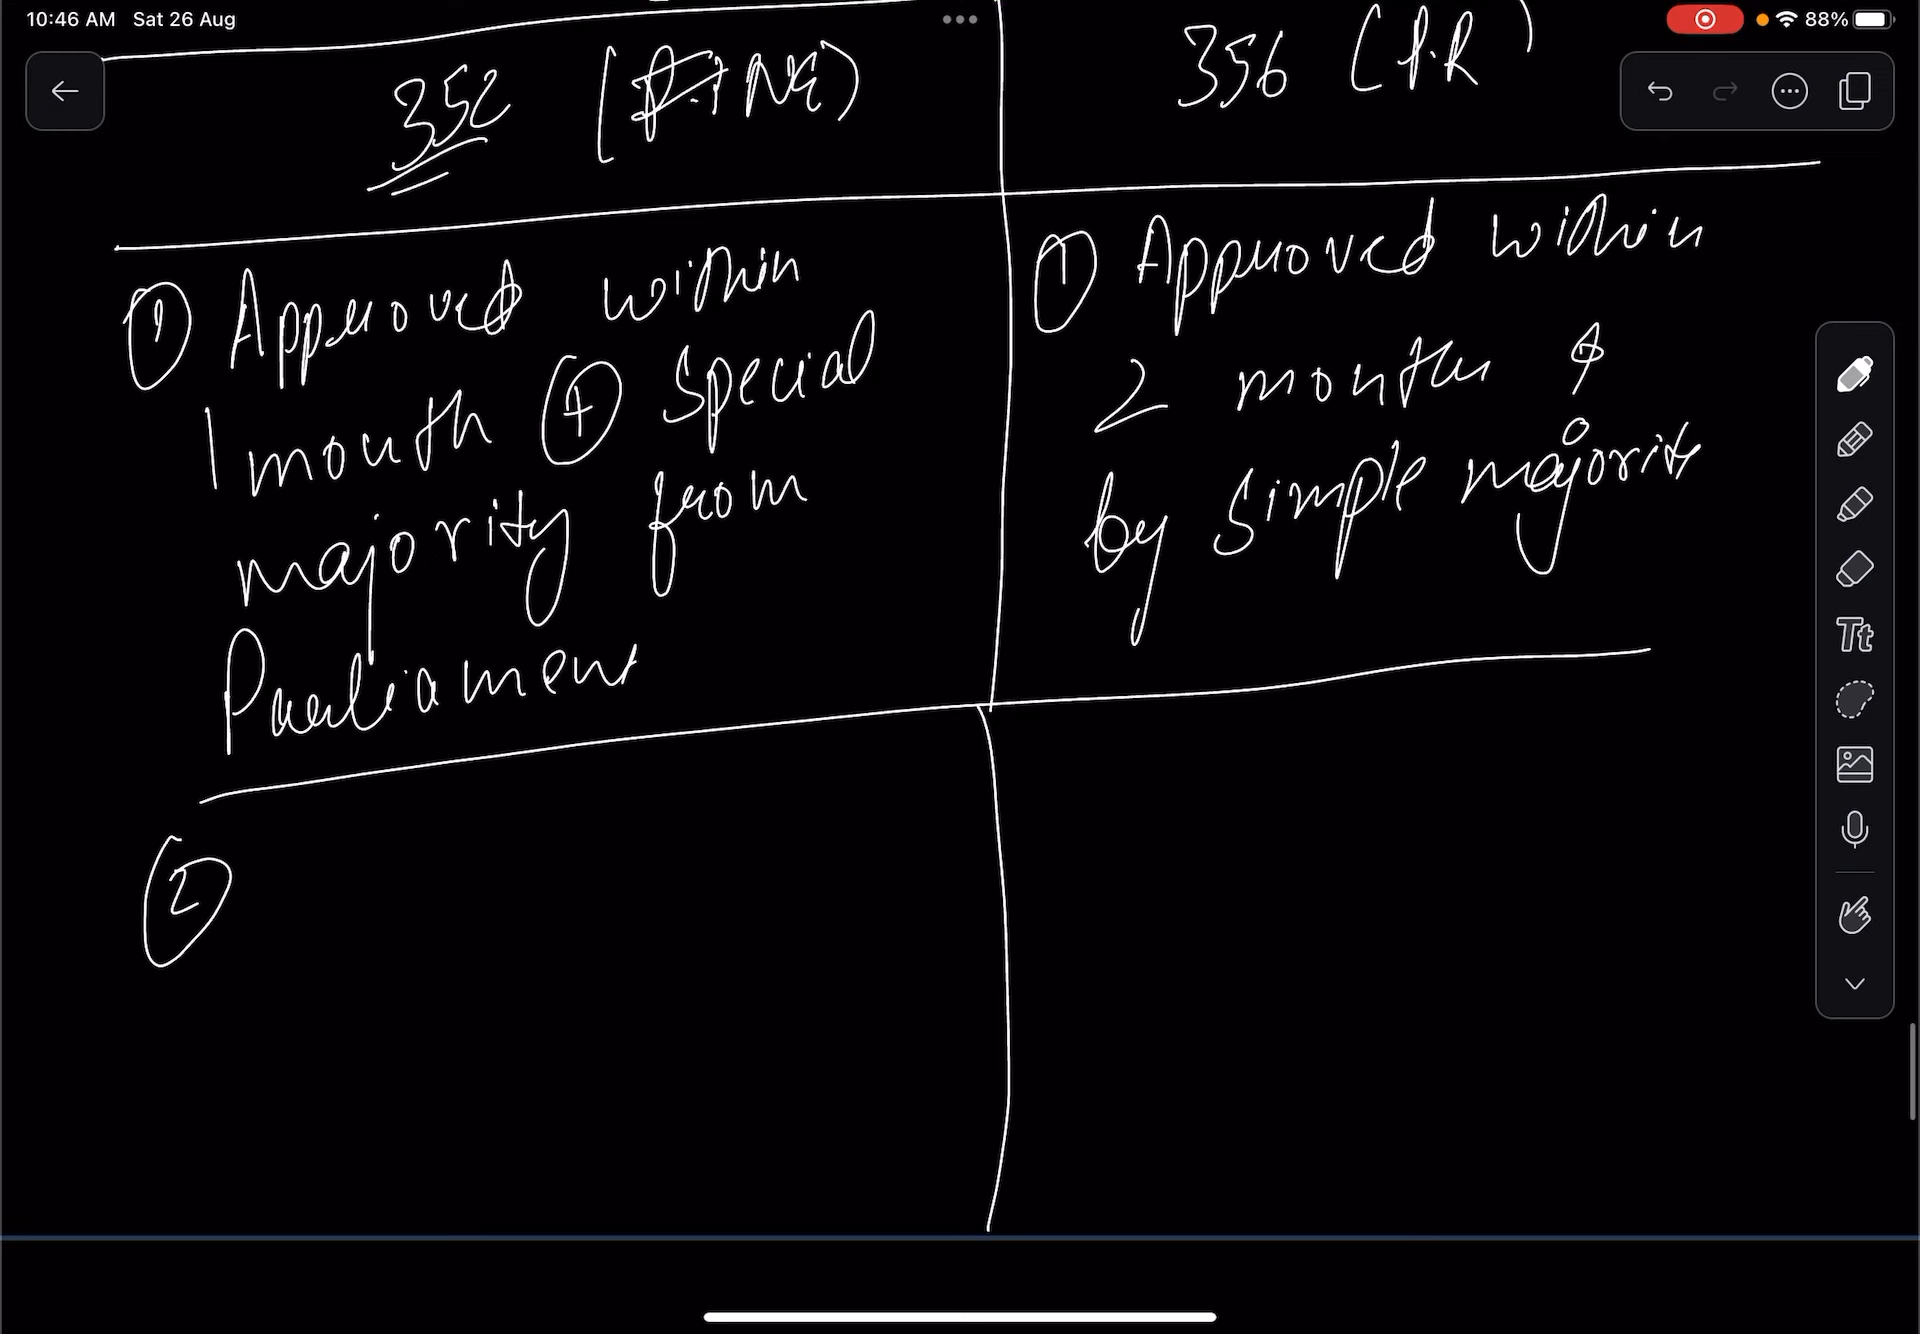 10:46 AM Sat 26 Aug
88%
352 (NE)
356 (P.R)
① Approved within
1 month + Special
majority from
Parliament
① Approved within
2 months &
by simple majority
②
Tt